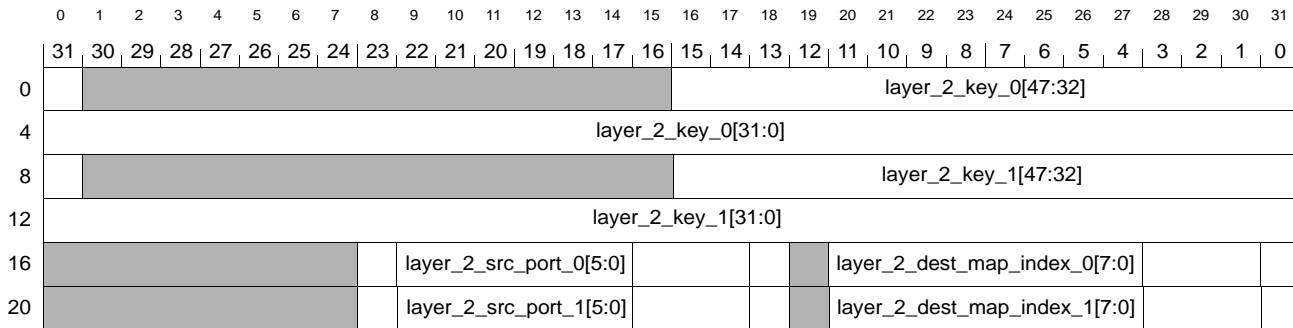 0 1 2 3 4 5 6 7 8 9 10 11 12 13 14 15 16 17 18 19 20 21 22 23 24 25 26 27 28 29 30 31
31 30 29 28 27 26 25 24 23 22 21 20 19 18 17 16 15 14 13 12 11 10 9 8 7 6 5 4 3 2 1 0
0 layer_2_key_0[47:32]
4 layer_2_key_0[31:0]
8 layer_2_key_1[47:32]
12 layer_2_key_1[31:0]
16 layer_2_src_port_0[5:0] layer_2_dest_map_index_0[7:0]
20 layer_2_src_port_1[5:0] layer_2_dest_map_index_1[7:0]